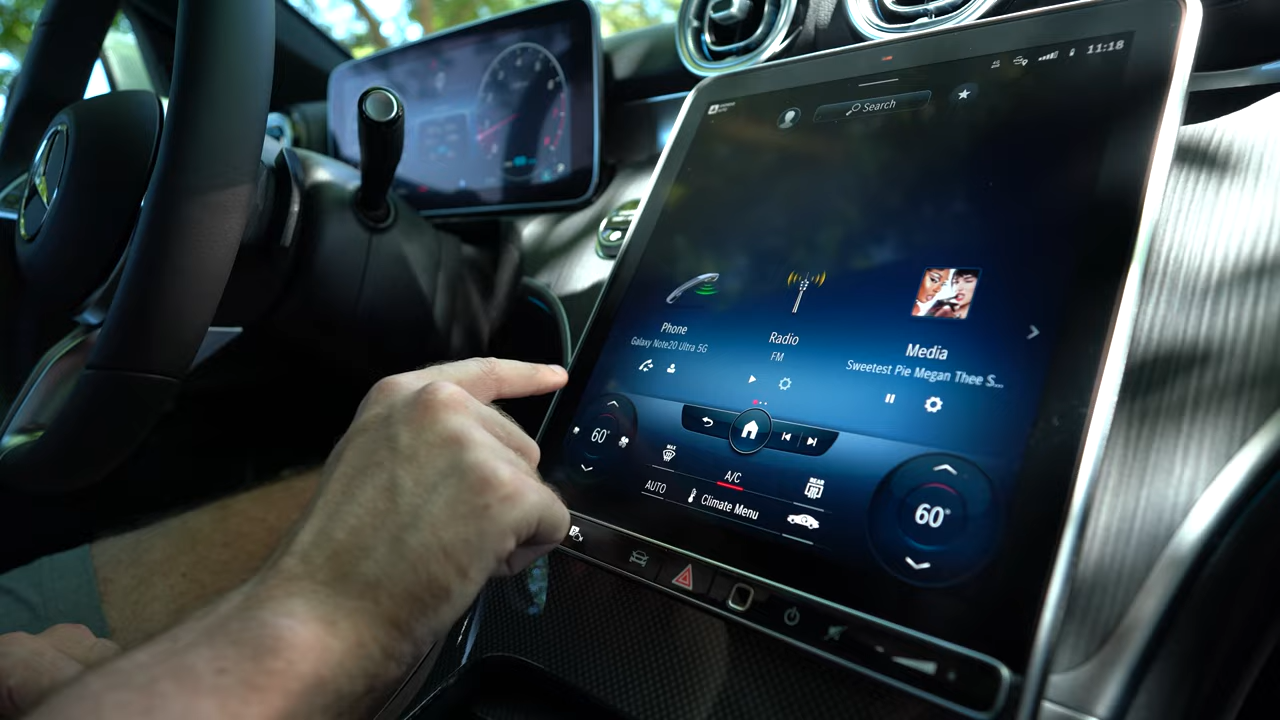 11:18
Search
Phone
Galaxy Note20 Ultra 5G
Radio
FM
Media
Sweetest Pie Megan Thee S...
60°
MAX
A/C
REAR
AUTO
Climate Menu
60°